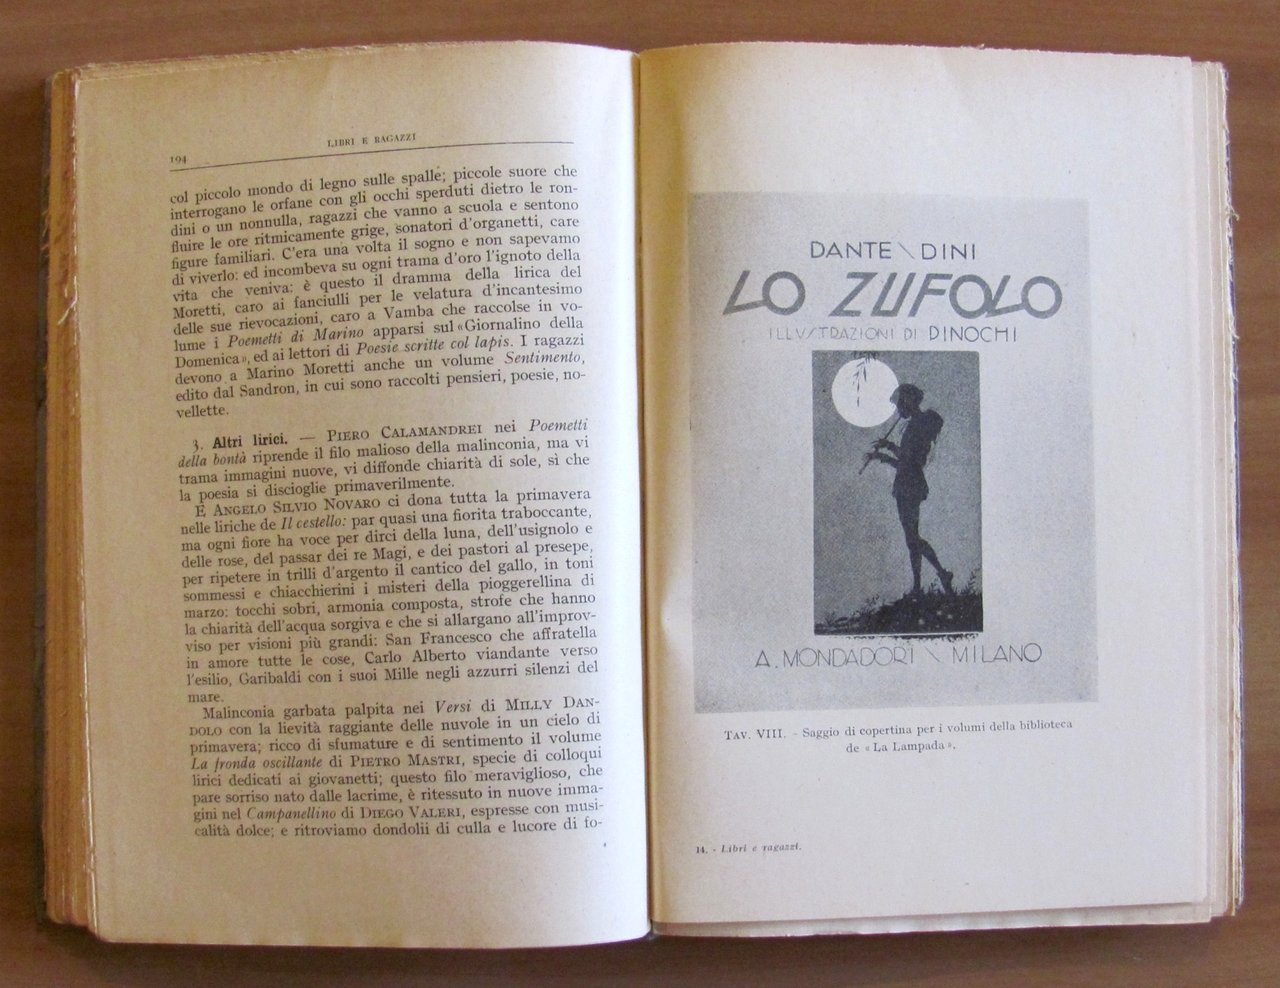 194
LIBRI E RAGAZZI
col piccolo mondo di legno sulle spalle; piccole suore che
interrogano le orfane con gli occhi sperduti dietro le ron-
dini o un nonnulla, ragazzi che vanno a scuola e sentono
fluire le ore ritmicamente grige, sonatori d'organetti, care
figure familiari. C'era una volta il sogno e non sapevamo
di viverlo: ed incombeva su ogni trama d'oro l'ignoto della
vita che veniva: è questo il dramma della lirica del
Moretti, caro ai fanciulli per le velatura d'incantesimo
delle sue rievocazioni, caro a Vamba che raccolse in vo-
lume i Poemetti di Marino apparsi sul «Giornalino della
Domenica», ed ai lettori di Poesie scritte col lapis. I ragazzi
devono a Marino Moretti anche un volume Sentimento,
edito dal Sandron, in cui sono raccolti pensieri, poesie, no-
vellette.
3. Altri lirici. — PIERO CALAMANDREI nei Poemetti
della bontà riprende il filo malioso della malinconia, ma vi
trama immagini nuove, vi diffonde chiarità di sole, sì che
la poesia si discioglie primaverilmente.
E ANGELO SILVIO NOVARO ci dona tutta la primavera
nelle liriche de Il cestello: par quasi una fiorita traboccante,
ma ogni fiore ha voce per dirci della luna, dell'usignolo e
delle rose, del passar dei re Magi, e dei pastori al presepe,
per ripetere in trilli d'argento il cantico del gallo, in toni
sommessi e chiacchierini i misteri della pioggerellina di
marzo: tocchi sobri, armonia composta, strofe che hanno
la chiarità dell'acqua sorgiva e che si allargano all'improv-
viso per visioni più grandi: San Francesco che affratella
in amore tutte le cose, Carlo Alberto viandante verso
l'esilio, Garibaldi con i suoi Mille negli azzurri silenzi del
mare.
Malinconia garbata palpita nei Versi di MILLY DAN-
DOLO con la lievità raggiante delle nuvole in un cielo di
primavera; ricco di sfumature e di sentimento il volume
La fronda oscillante di PIETRO MASTRI, specie di colloqui
lirici dedicati ai giovanetti; questo filo meraviglioso, che
pare sorriso nato dalle lacrime, è ritessuto in nuove imma-
gini nel Campanellino di DIEGO VALERI, espresse con musi-
calità dolce; e ritroviamo dondolii di culla e lucore di fo-
DANTE \ DINI
LO ZUFOLO
ILLUSTRAZIONI DI DINOCHI
A. MONDADORI \ MILANO
TAV. VIII. - Saggio di copertina per i volumi della biblioteca
de «La Lampada».
14. - Libri e ragazzi.